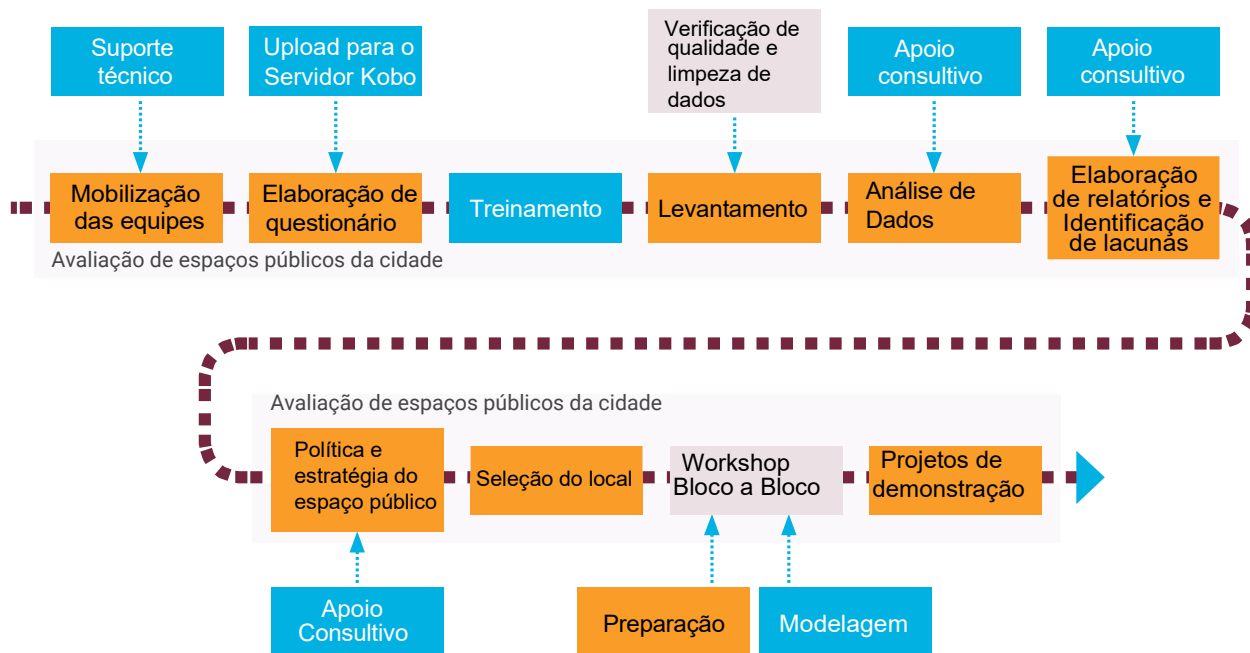 Suporte
técnico
Upload para o
Servidor Kobo
Verificação de
qualidade e
limpeza de
dados
Apoio
consultivo
Apoio
consultivo
Mobilização
das equipes
Elaboração de
questionário
Treinamento
Levantamento
Análise de
Dados
Elaboração
de relatórios e
Identificação
de lacunas
Avaliação de espaços públicos da cidade
Avaliação de espaços públicos da cidade
Política e
estratégia do
espaço público
Seleção do local
Workshop
Bloco a Bloco
Projetos de
demonstração
Apoio
Consultivo
Preparação
Modelagem